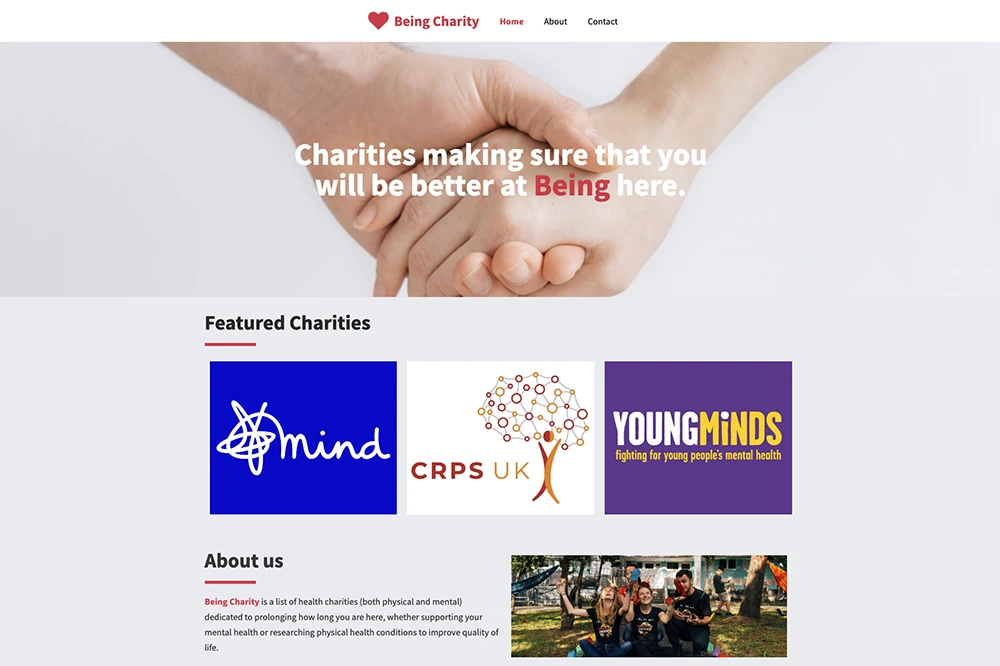 Being Charity Home About Contact
Charities making sure that you
will be better at Being here.
Featured Charities
mind
CRPS UK
YOUNGMiNDS
fighting for young people's mental health
About us
Being Charity is a list of health charities (both physical and mental)
dedicated to prolonging how long you are here, whether supporting your
mental health or researching physical health conditions to improve quality of
life.